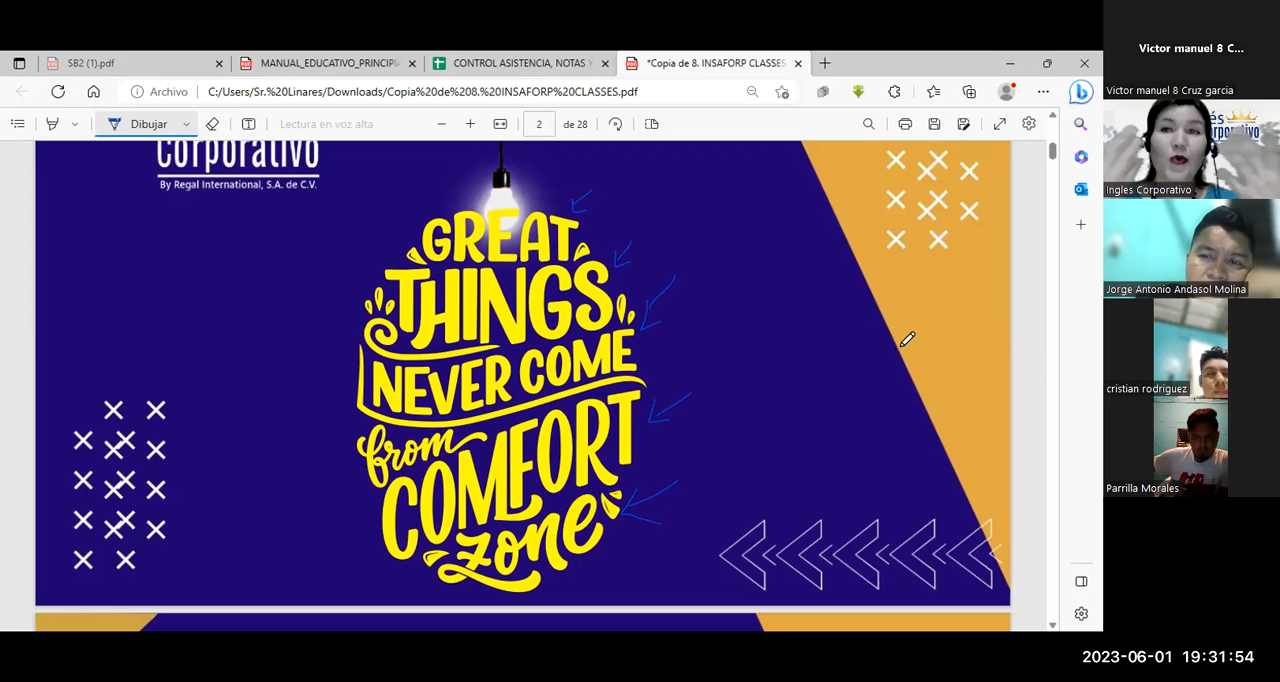 Victor manuel 8 C...
SB2 (1).pdf
MANUAL_EDUCATIVO_PRINCIPI
CONTROL ASISTENCIA, NOTAS Y
*Copia de 8. INSAFORP CLASSES.
Archivo
C:/Users/Sr.%20Linares/Downloads/Copia%20de%208.%20INSAFORP%20CLASSES.pdf
Victor manuel 8 Cruz garcia
Dibujar
Lectura en voz alta
2
de 28
Corporativo
By Regal International, S.A. de C.V.
Ingles Corporativo
GREAT
THINGS
NEVER COME
from
COMFORT
zone
Jorge Antonio Andasol Molina
cristian rodriguez
Parrilla Morales
2023-06-01 19:31:54